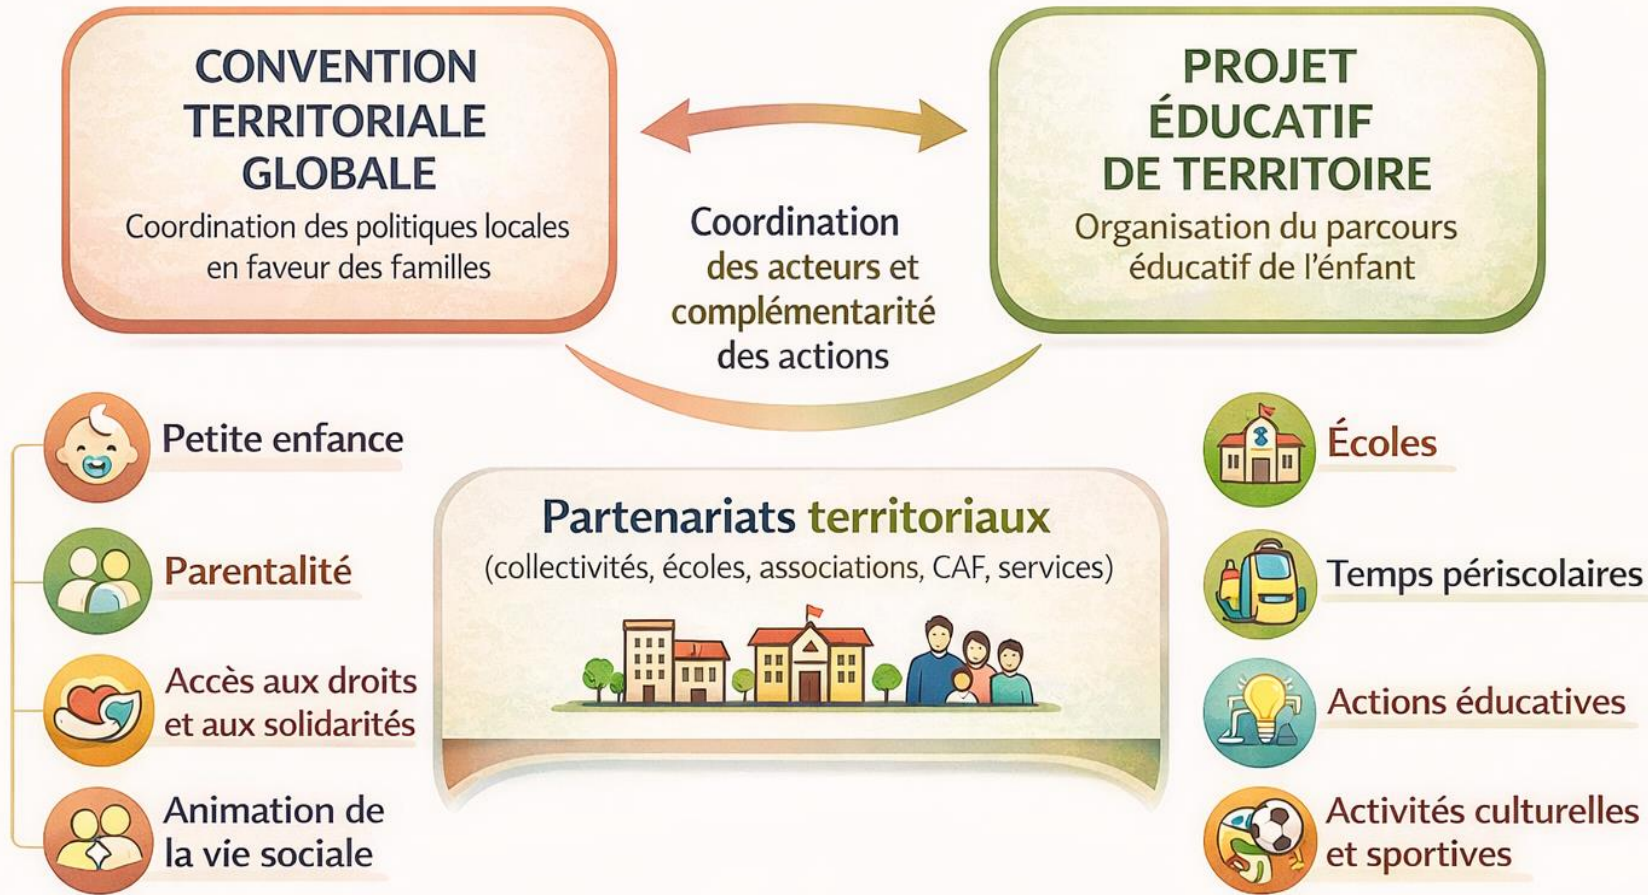 CONVENTION
TERRITORIALE
GLOBALE
Coordination des politiques locales
en faveur des familles
Coordination
des acteurs et
complémentarité
des actions
PROJET
ÉDUCATIF
DE TERRITOIRE
Organisation du parcours
éducatif de l'énfant
Petite enfance
Parentalité
Accès aux droits
et aux solidarités
Animation de
la vie sociale
Partenariats territoriaux
(collectivités, écoles, associations, CAF, services)
Écoles
Temps périscolaires
Actions éducatives
Activités culturelles
et sportives